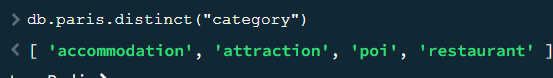 > db.paris.distinct("category")
< [ 'accommodation', 'attraction', 'poi', 'restaurant' ]